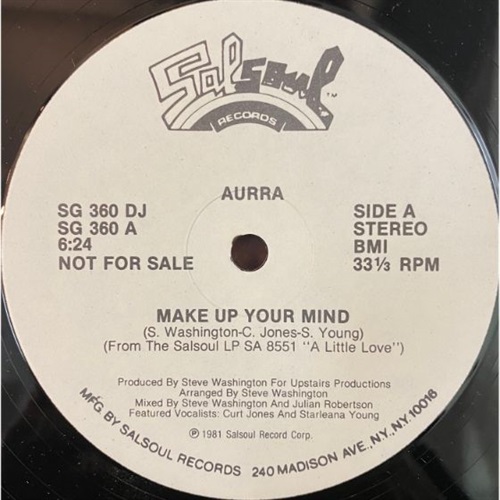 Salsoul TM
RECORDS
AURRA
SG 360 DJ
SG 360 A
6:24
NOT FOR SALE
SIDE A
STEREO
BMI
33⅓ RPM
MAKE UP YOUR MIND
(S. Washington-C. Jones-S. Young)
(From The Salsoul LP SA 8551 "A Little Love")
Produced By Steve Washington For Upstairs Productions
Arranged By Steve Washington
Mixed By Steve Washington And Julian Robertson
Featured Vocalists: Curt Jones And Starleana Young
℗ 1981 Salsoul Record Corp.
MFG. BY SALSOUL RECORDS 240 MADISON AVE., NY., NY. 10016